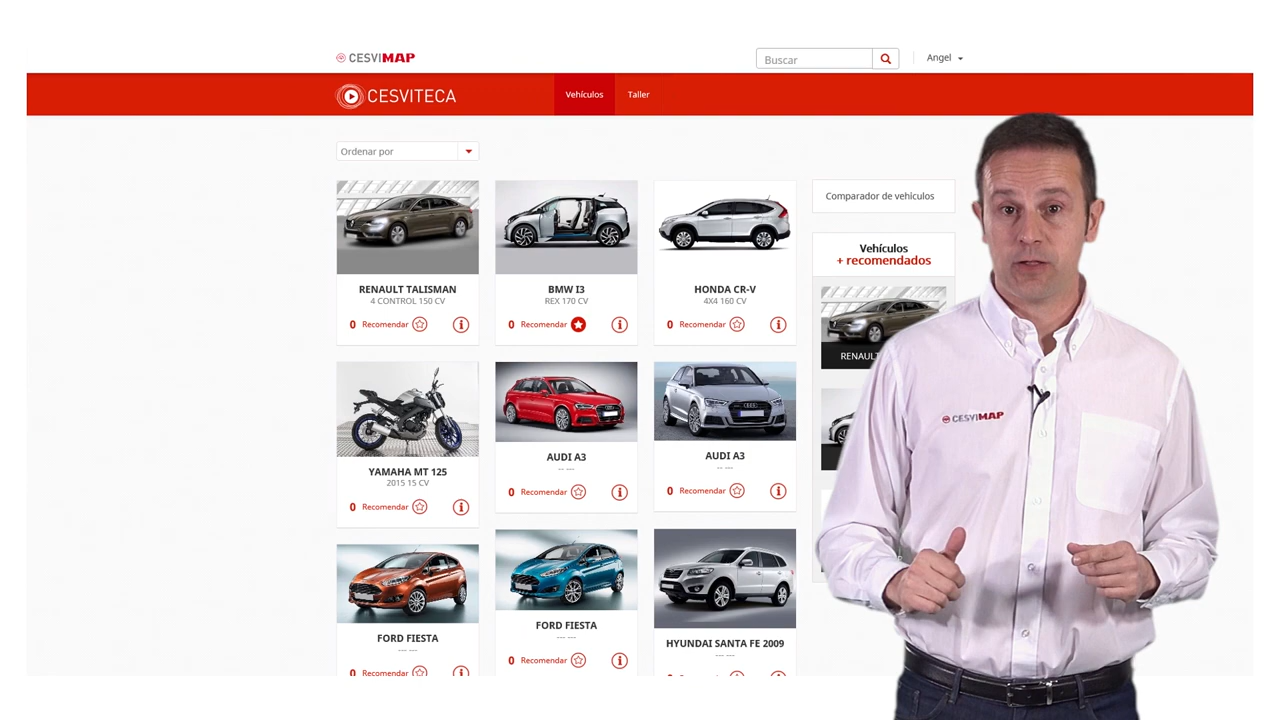 CESVIMAP
Buscar
Angel
CESVITECA
Vehículos
Taller
Ordenar por
RENAULT TALISMAN
4 CONTROL 150 CV
0 Recomendar
BMW I3
REX 170 CV
0 Recomendar
HONDA CR-V
4X4 160 CV
0 Recomendar
Comparador de vehículos
Vehículos
+ recomendados
RENAULT
YAMAHA MT 125
2015 15 CV
0 Recomendar
AUDI A3
-- ---
0 Recomendar
AUDI A3
-- ---
0 Recomendar
CESVIMAP
FORD FIESTA
--- ---
0 Recomendar
FORD FIESTA
--- ---
0 Recomendar
HYUNDAI SANTA FE 2009
--- ---
0 Recomendar